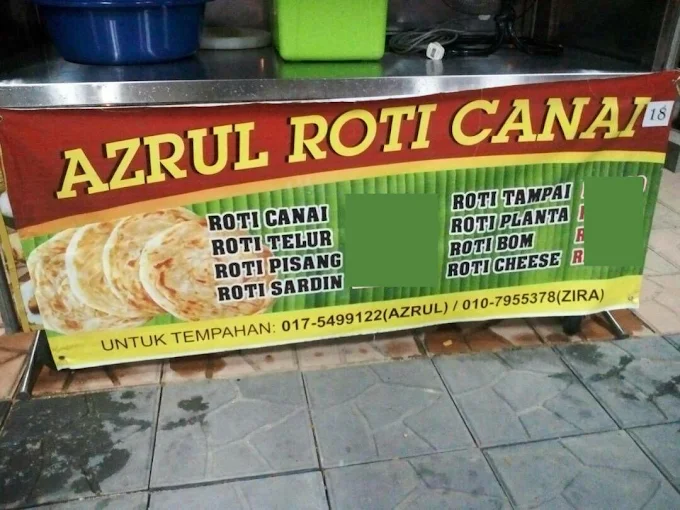 AZRUL ROTI CANAI
18
ROTI CANAI
ROTI TELUR
ROTI PISANG
ROTI SARDIN
ROTI TAMPAI
ROTI PLANTA
ROTI BOM
ROTI CHEESE
UNTUK TEMPAHAN: 017-5499122(AZRUL) / 010-7955378(ZIRA)